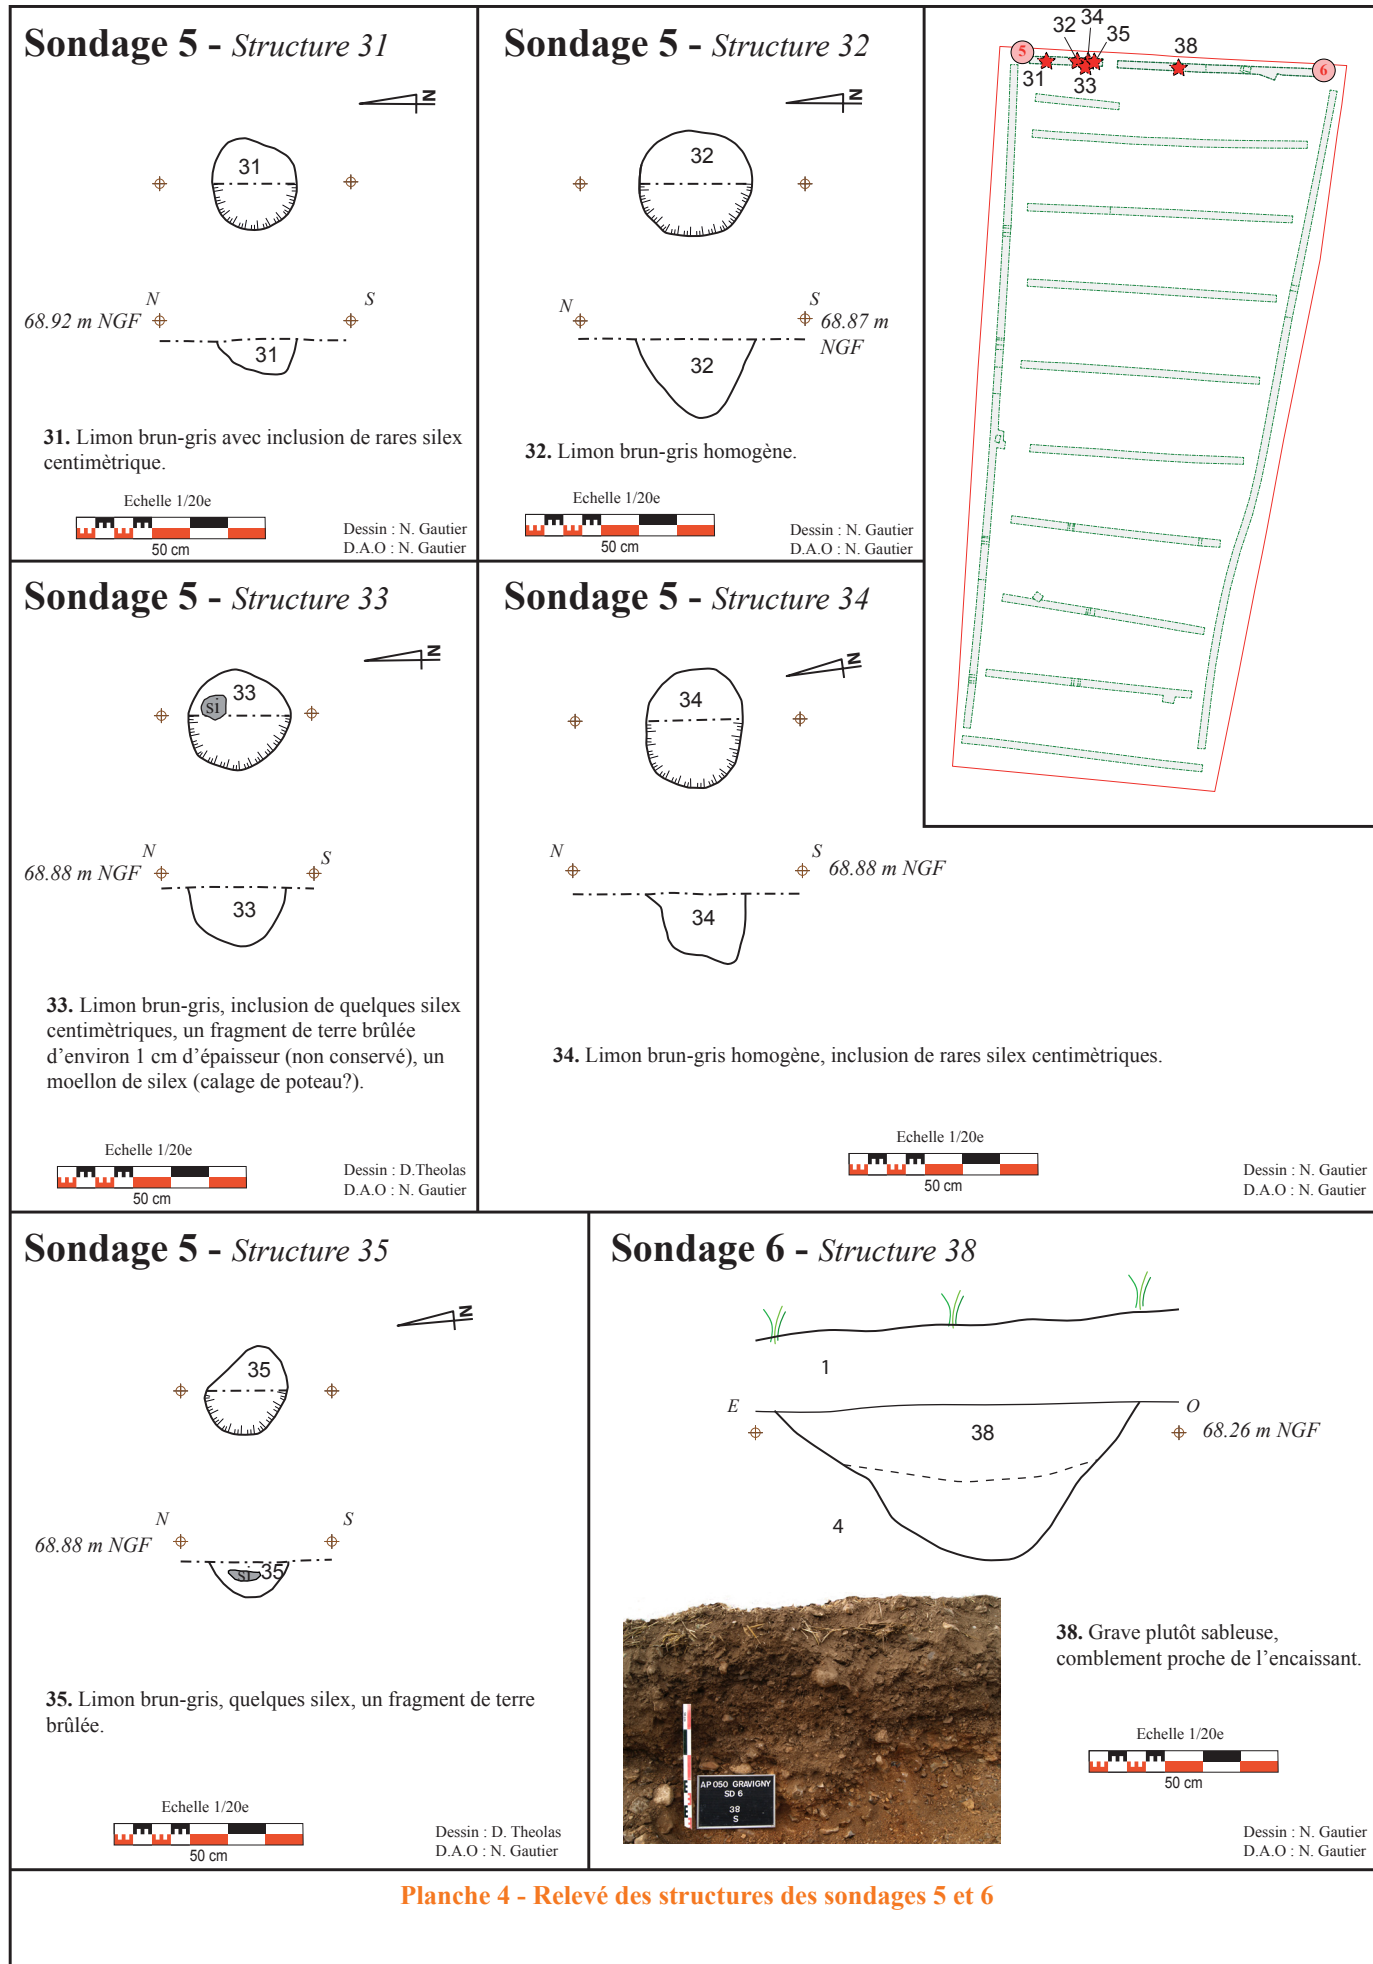 Sondage 5 - Structure 31
N
31
N
S
68.92 m NGF
31
31. Limon brun-gris avec inclusion de rares silex
centimètrique.
Echelle 1/20e
50 cm
Dessin : N. Gautier
D.A.O : N. Gautier
Sondage 5 - Structure 32
N
32
N
S
68.87 m
NGF
32
32. Limon brun-gris homogène.
Echelle 1/20e
50 cm
Dessin : N. Gautier
D.A.O : N. Gautier
34
32
35
38
5
6
31
33
Sondage 5 - Structure 33
N
33
si
N
S
68.88 m NGF
33
33. Limon brun-gris, inclusion de quelques silex
centimètriques, un fragment de terre brûlée
d'environ 1 cm d'épaisseur (non conservé), un
moellon de silex (calage de poteau?).
Echelle 1/20e
50 cm
Dessin : D.Theolas
D.A.O : N. Gautier
Sondage 5 - Structure 34
N
34
N
S
68.88 m NGF
34
34. Limon brun-gris homogène, inclusion de rares silex centimètriques.
Echelle 1/20e
50 cm
Dessin : N. Gautier
D.A.O : N. Gautier
Sondage 5 - Structure 35
N
35
N
S
68.88 m NGF
si
35
35. Limon brun-gris, quelques silex, un fragment de terre
brûlée.
Echelle 1/20e
50 cm
Dessin : D. Theolas
D.A.O : N. Gautier
Sondage 6 - Structure 38
1
E
O
38
68.26 m NGF
4
AP 050 GRAVIGNY
SD 6
38
S
38. Grave plutôt sableuse,
comblement proche de l'encaissant.
Echelle 1/20e
50 cm
Dessin : N. Gautier
D.A.O : N. Gautier
Planche 4 - Relevé des structures des sondages 5 et 6